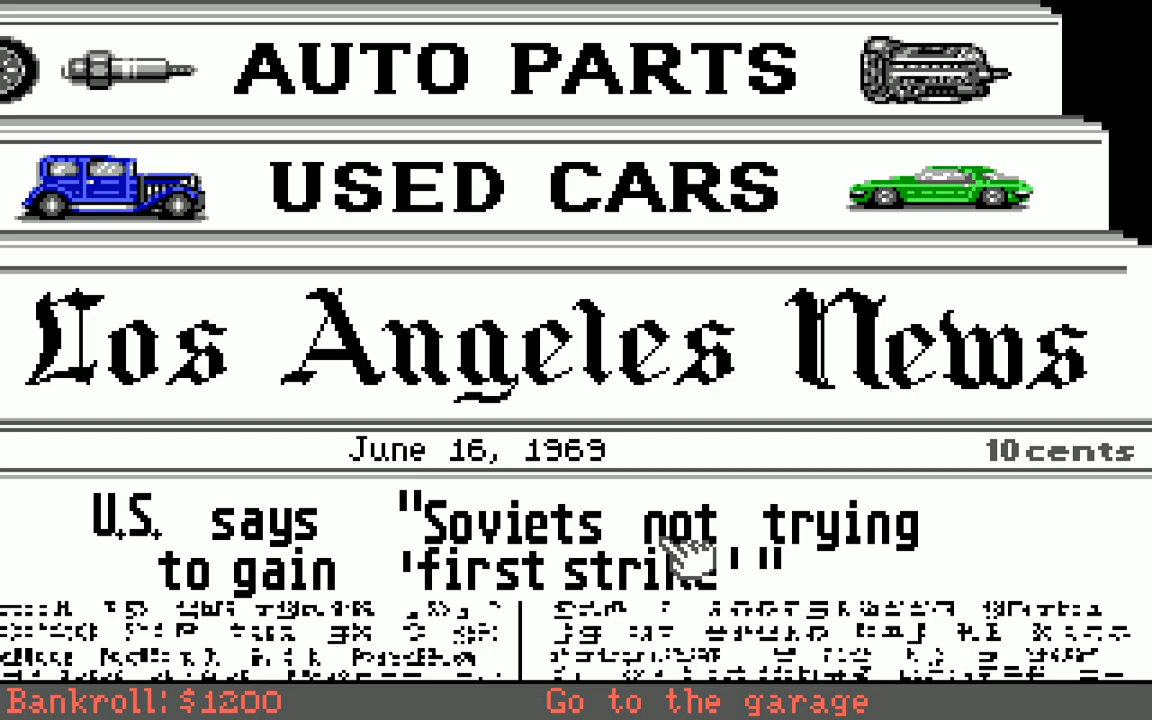 AUTO PARTS
USED CARS
Los Angeles News
June 16, 1969 10 cents
U.S. says "Soviets not trying
to gain 'first strike' "
Bankroll: $1200 Go to the garage